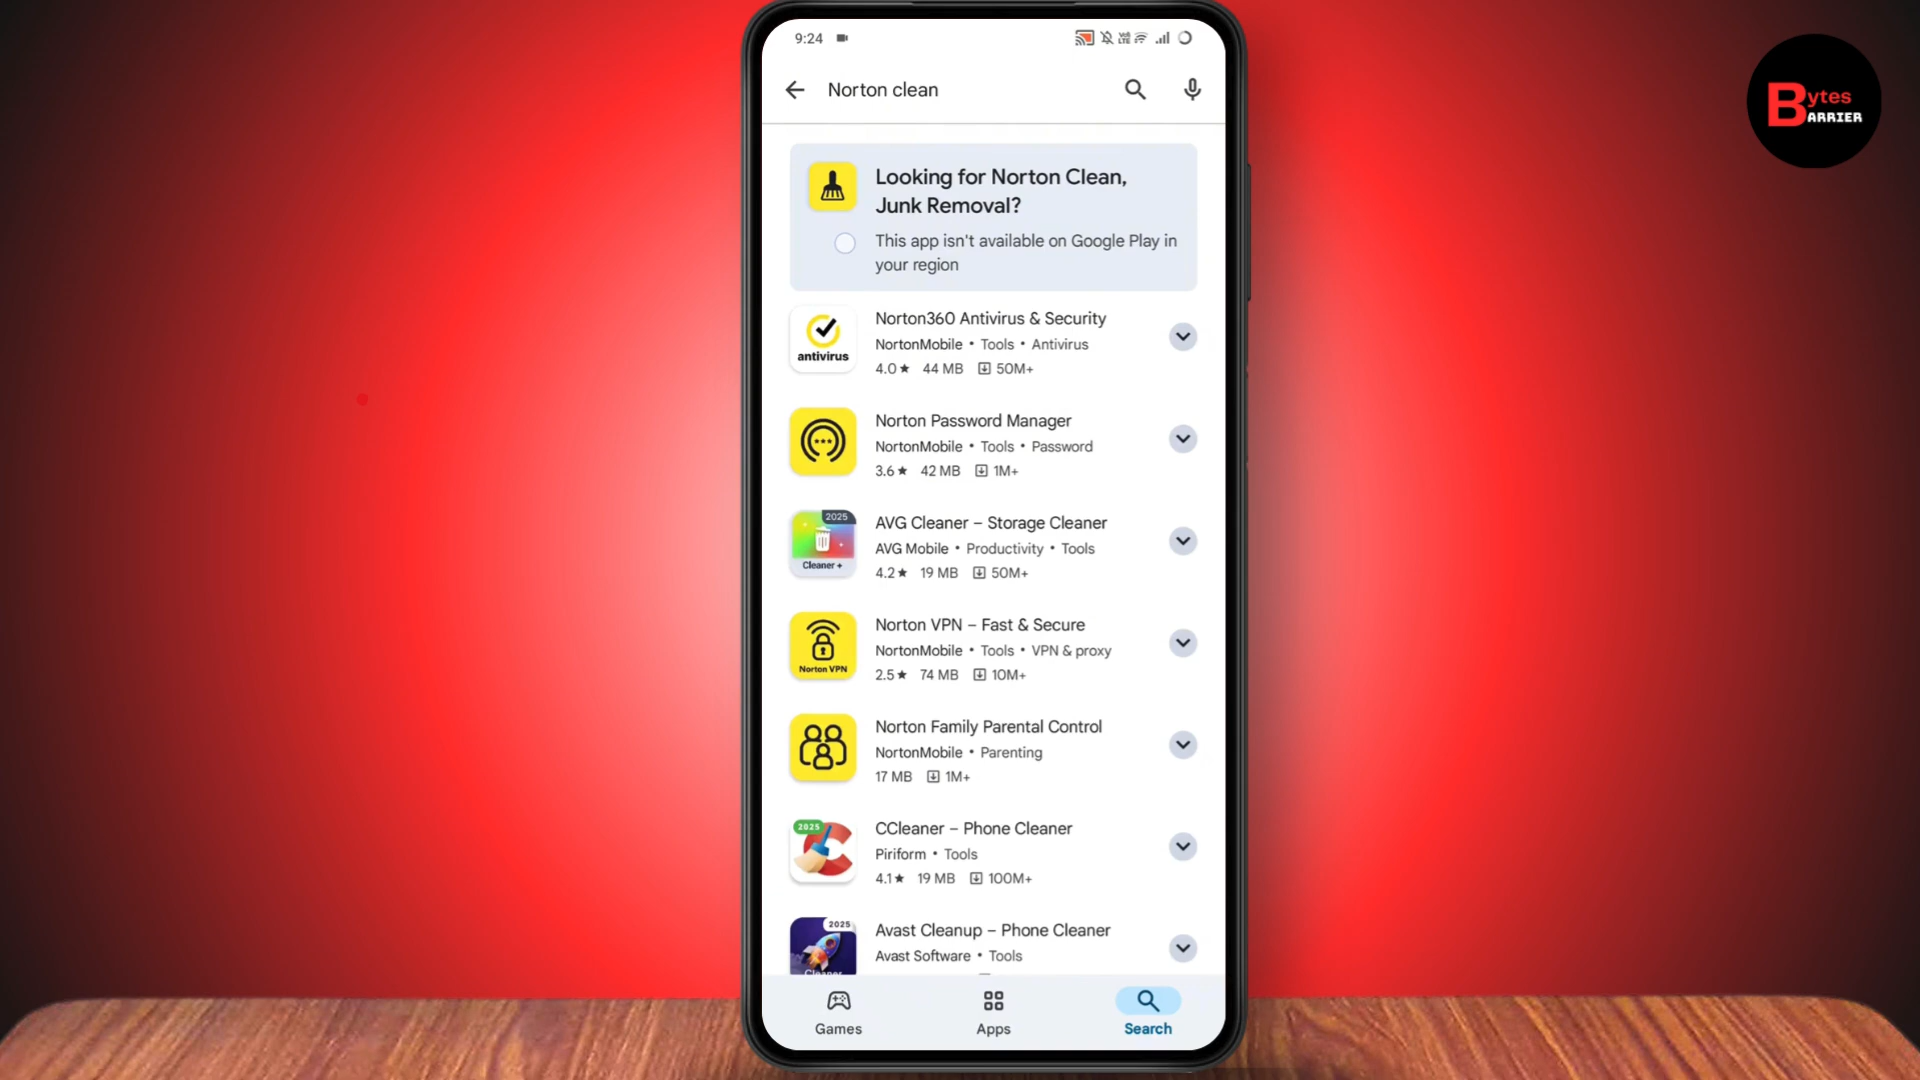 9:24
Norton clean
Bytes
BARRIER
Looking for Norton Clean,
Junk Removal?
This app isn't available on Google Play in
your region
antivirus
Norton360 Antivirus & Security
NortonMobile • Tools • Antivirus
4.0★ 44 MB 50M+
Norton Password Manager
NortonMobile • Tools • Password
3.6★ 42 MB 1M+
2025
Cleaner +
AVG Cleaner – Storage Cleaner
AVG Mobile • Productivity • Tools
4.2★ 19 MB 50M+
Norton VPN
Norton VPN – Fast & Secure
NortonMobile • Tools • VPN & proxy
2.5★ 74 MB 10M+
Norton Family Parental Control
NortonMobile • Parenting
17 MB 1M+
2025
CCleaner – Phone Cleaner
Piriform • Tools
4.1★ 19 MB 100M+
2025
Cleaner
Avast Cleanup – Phone Cleaner
Avast Software • Tools
Games
Apps
Search